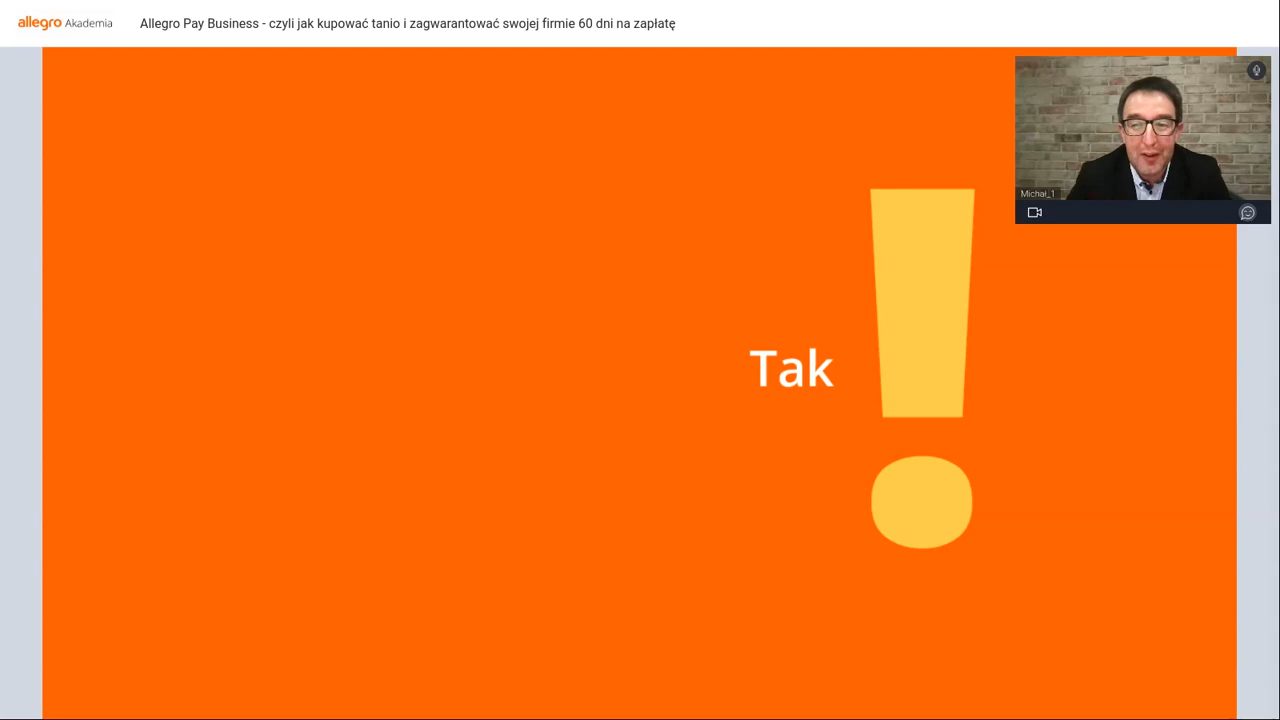 allegro Akademia
Allegro Pay Business - czyli jak kupować tanio i zagwarantować swojej firmie 60 dni na zapłatę
Michał_1
Tak !